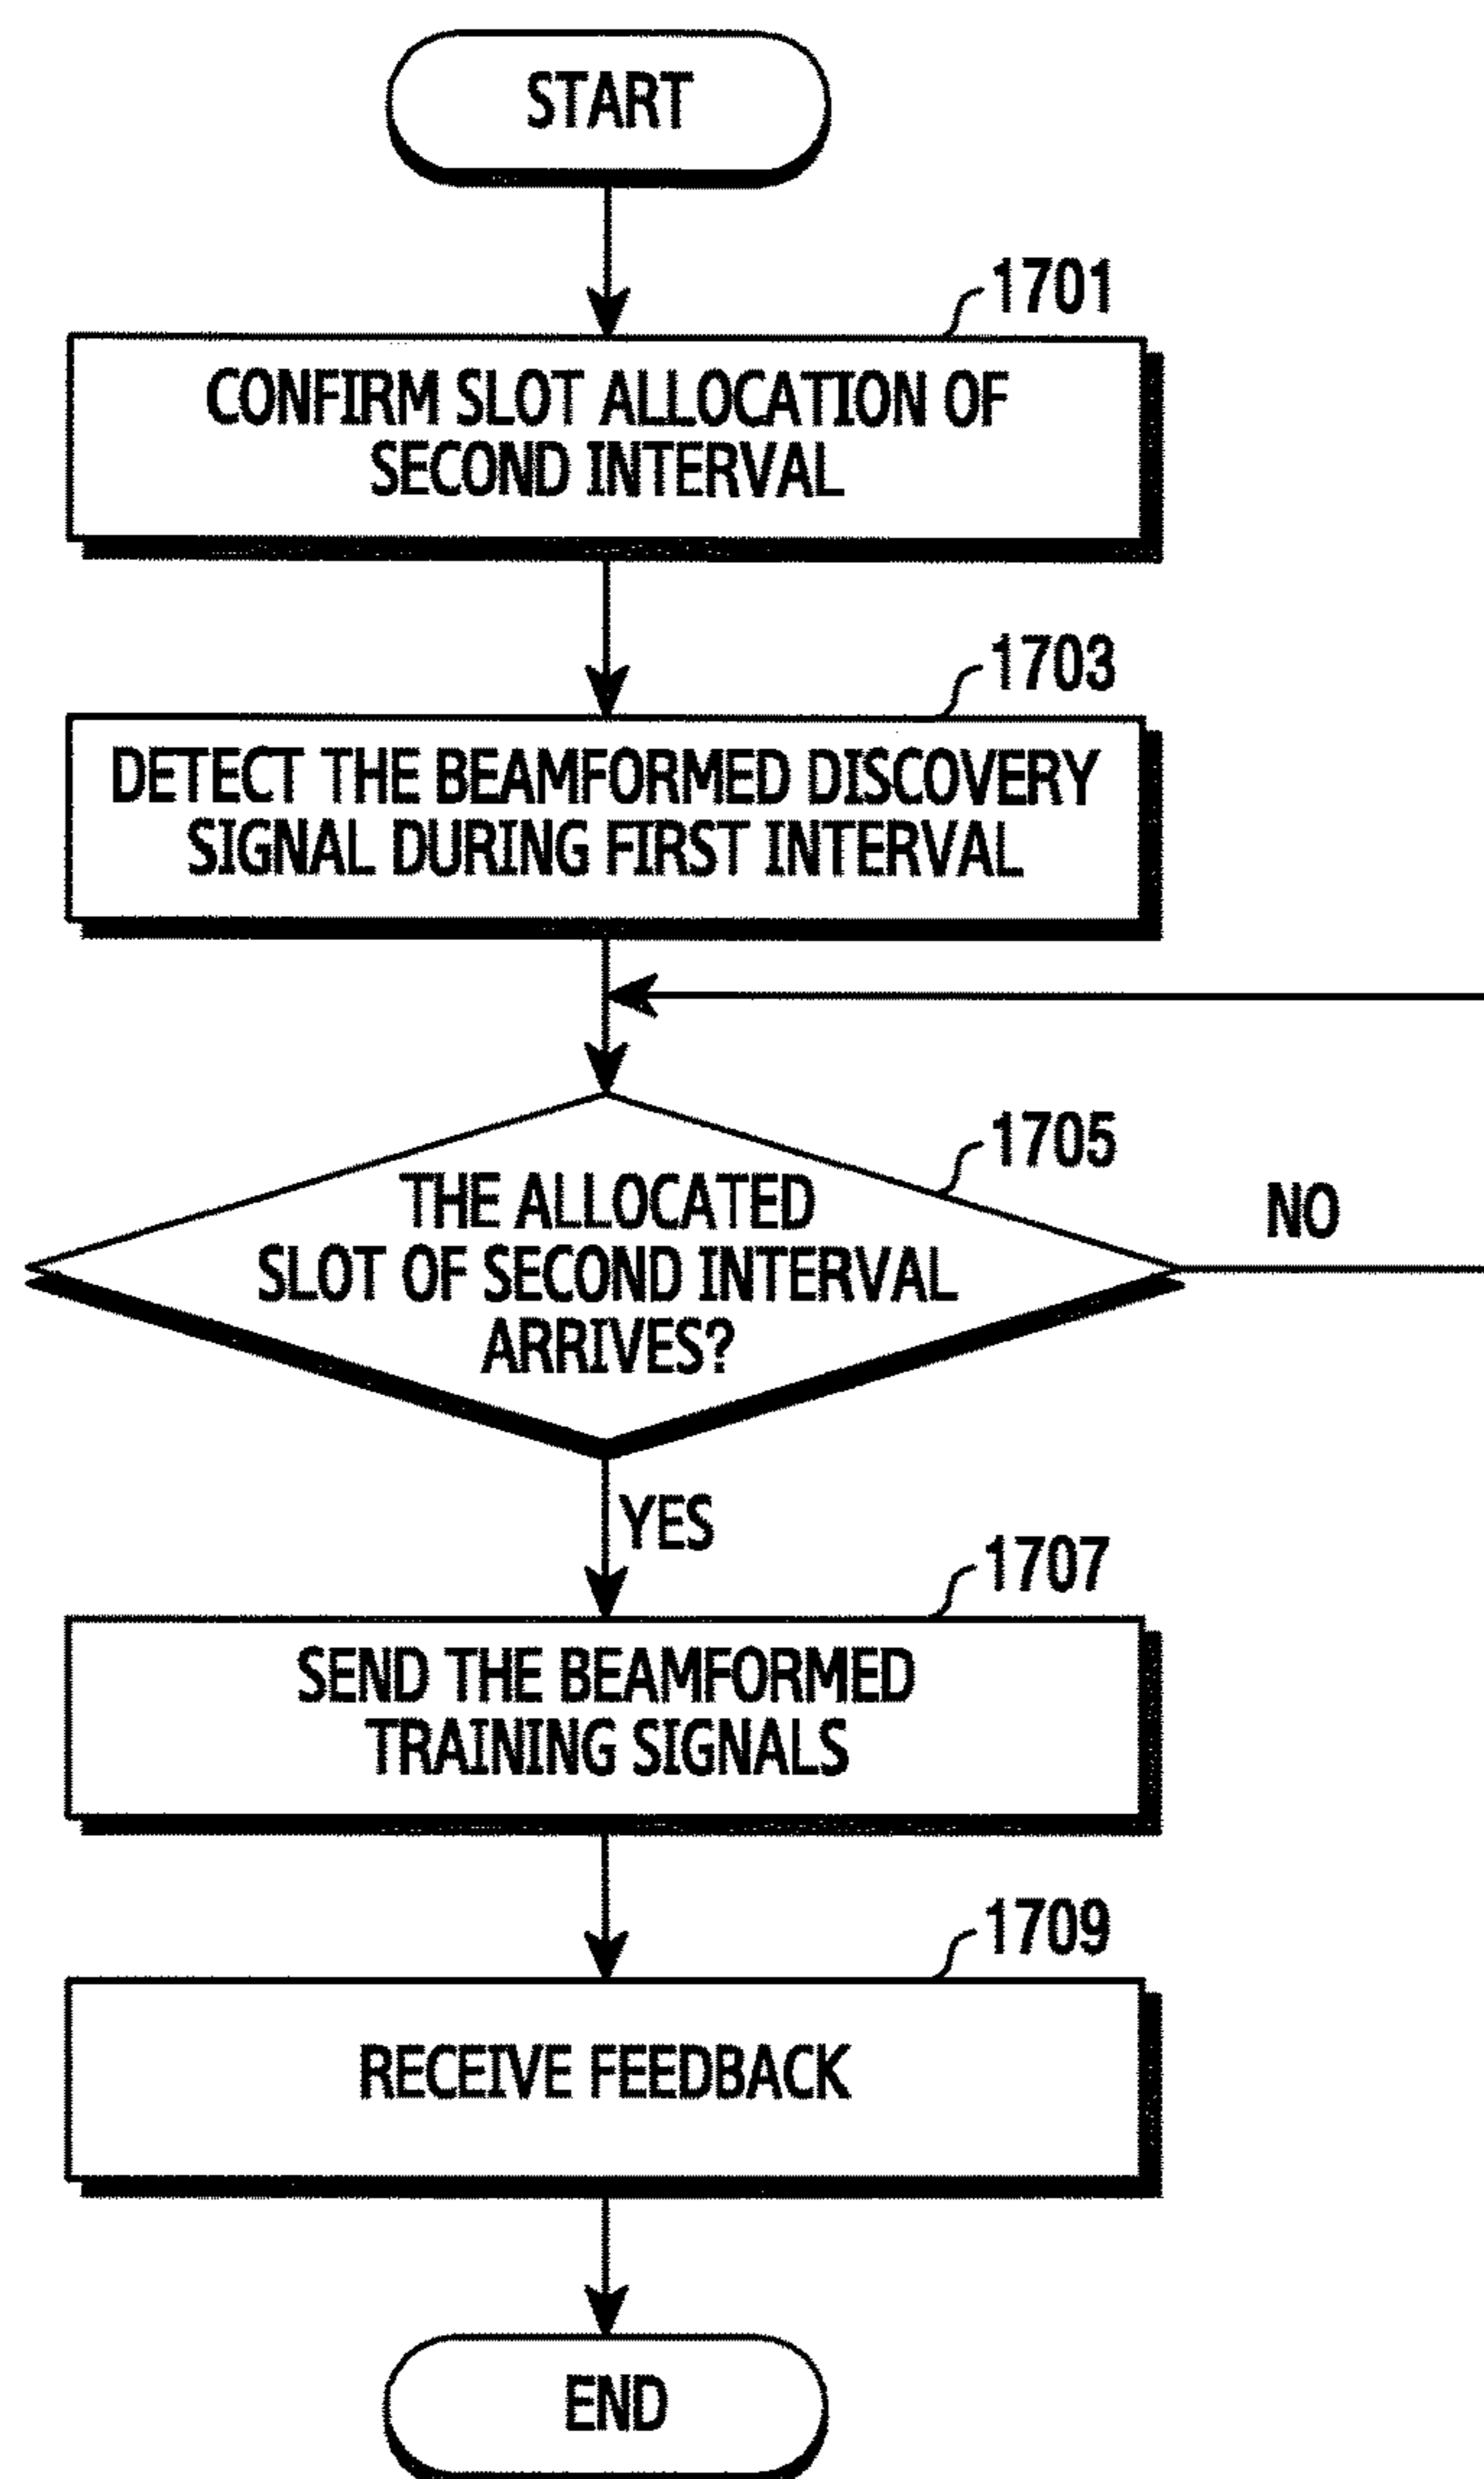 START
1701
CONFIRM SLOT ALLOCATION OF
SECOND INTERVAL
1703
DETECT THE BEAMFORMED DISCOVERY
SIGNAL DURING FIRST INTERVAL
1705
THE ALLOCATED
SLOT OF SECOND INTERVAL
ARRIVES?
NO
YES
1707
SEND THE BEAMFORMED
TRAINING SIGNALS
1709
RECEIVE FEEDBACK
END